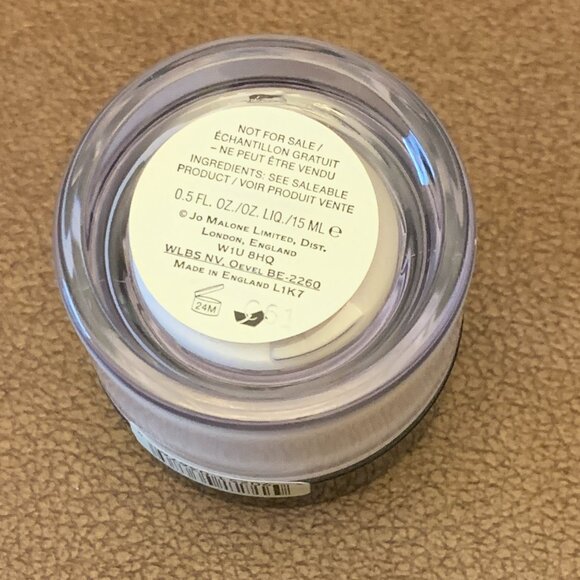 NOT FOR SALE /
ÉCHANTILLON GRATUIT
– NE PEUT ÊTRE VENDU
INGREDIENTS: SEE SALEABLE
PRODUCT / VOIR PRODUIT VENTE
0.5 FL. OZ./OZ. LIQ./15 ML ℮
© JO MALONE LIMITED, DIST.
LONDON, ENGLAND
W1U 8HQ
WLBS NV, OEVEL BE-2260
MADE IN ENGLAND L1K7
24M